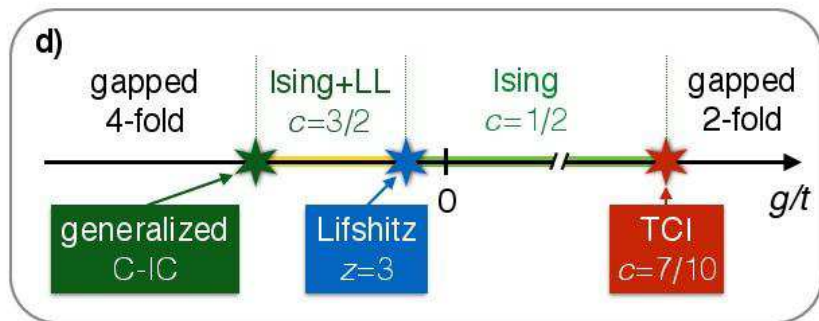 d)
gapped
4-fold
Ising+LL
c=3/2
Ising
c=1/2
gapped
2-fold
0
g/t
generalized
C-IC
Lifshitz
z=3
TCI
c=7/10